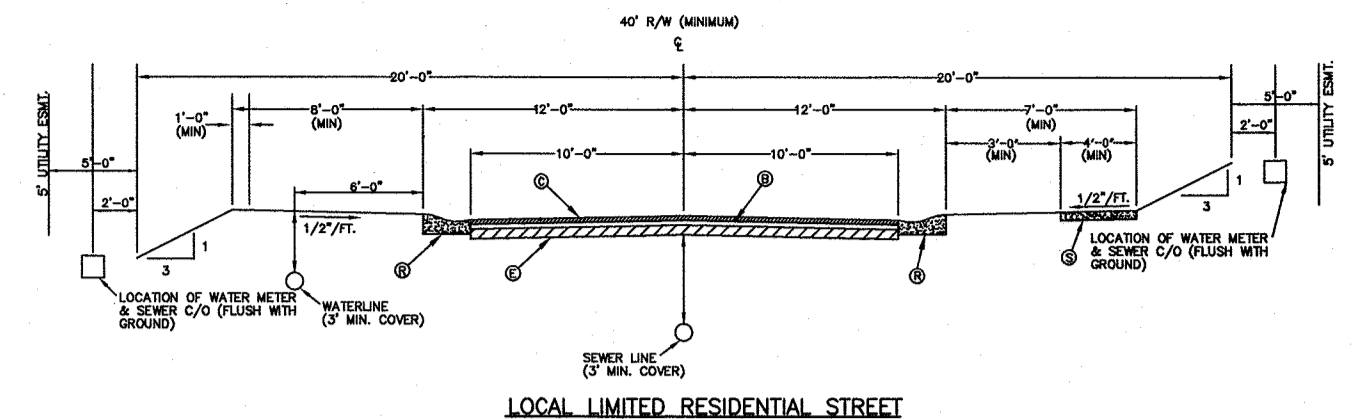 40' R/W (MINIMUM)
℄
20'-0"
20'-0"
5' UTILITY ESMT.
1'-0"
(MIN)
8'-0"
(MIN)
12'-0"
12'-0"
7'-0"
(MIN)
5'-0"
2'-0"
5' UTILITY ESMT.
3'-0"
(MIN)
4'-0"
(MIN)
10'-0"
10'-0"
5'-0"
2'-0"
6'-0"
C
B
1/2"/FT.
1/2"/FT.
1
3
1
3
R
E
R
S
LOCATION OF WATER METER
& SEWER C/O (FLUSH WITH
GROUND)
WATERLINE
(3' MIN. COVER)
LOCATION OF WATER METER
& SEWER C/O (FLUSH WITH
GROUND)
SEWER LINE
(3' MIN. COVER)
LOCAL LIMITED RESIDENTIAL STREET